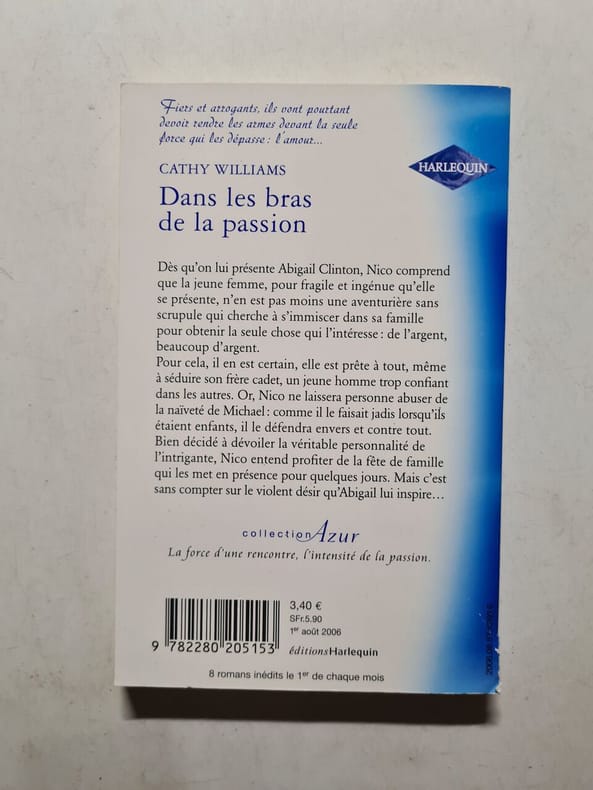 Fiers et arrogants, ils vont pourtant
devoir rendre les armes devant la seule
force qui les dépasse : l'amour...
HARLEQUIN
CATHY WILLIAMS
Dans les bras
de la passion
Dès qu'on lui présente Abigail Clinton, Nico comprend
que la jeune femme, pour fragile et ingénue qu'elle
se présente, n'en est pas moins une aventurière sans
scrupule qui cherche à s'immiscer dans sa famille
pour obtenir la seule chose qui l'intéresse : de l'argent,
beaucoup d'argent.
Pour cela, il en est certain, elle est prête à tout, même
à séduire son frère cadet, un jeune homme trop confiant
dans les autres. Or, Nico ne laissera personne abuser de
la naïveté de Michael : comme il le faisait jadis lorsqu'ils
étaient enfants, il le défendra envers et contre tout.
Bien décidé à dévoiler la véritable personnalité de
l'intrigante, Nico entend profiter de la fête de famille
qui les met en présence pour quelques jours. Mais c'est
sans compter sur le violent désir qu'Abigail lui inspire...
collection Azur
La force d'une rencontre, l'intensité de la passion.
3,40 €
SFr.5.90
1er août 2006
éditionsHarlequin
9 782280 205153
8 romans inédits le 1er de chaque mois